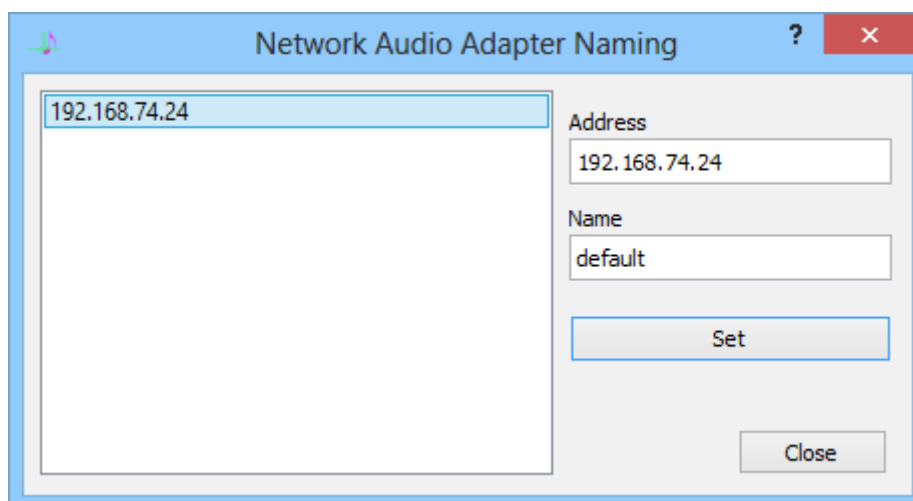 Network Audio Adapter Naming
?
192.168.74.24
Address
192.168.74.24
Name
default
Set
Close